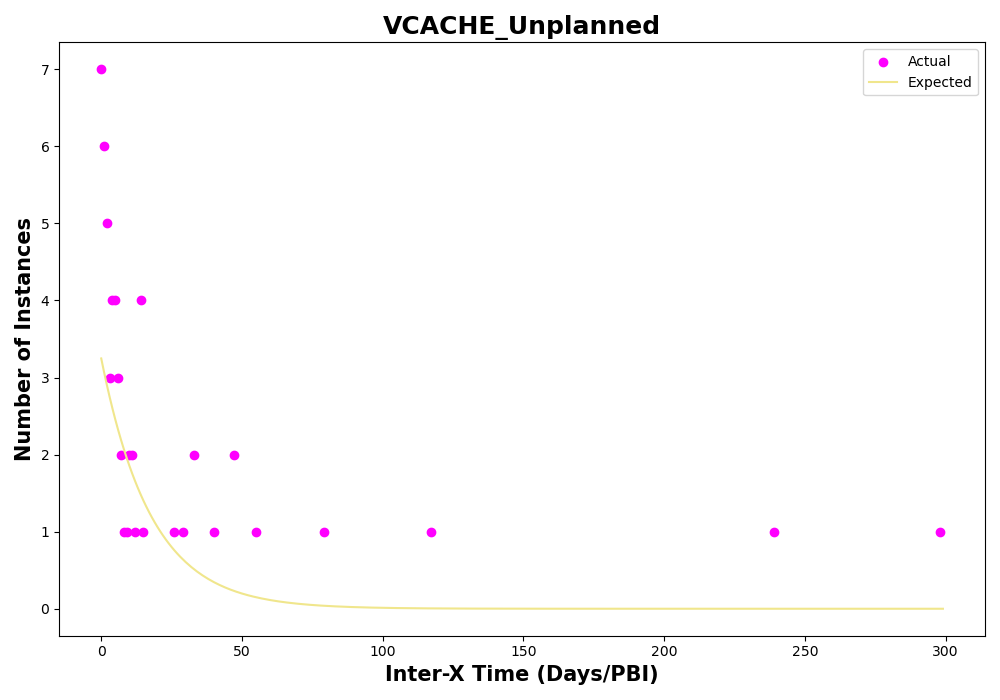 VCACHE_Unplanned
Actual
Expected
Number of Instances
7
6
5
4
3
2
1
0
0 50 100 150 200 250 300
Inter-X Time (Days/PBI)